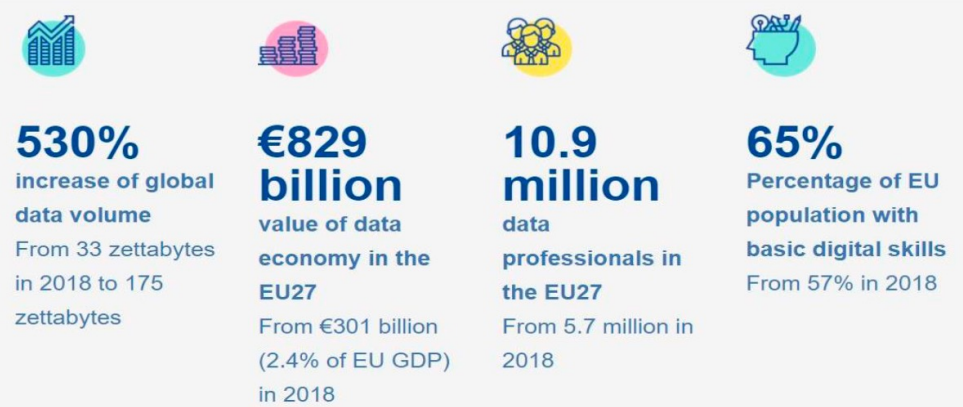 530%
increase of global
data volume
From 33 zettabytes
in 2018 to 175
zettabytes
€829
billion
value of data
economy in the
EU27
From €301 billion
(2.4% of EU GDP)
in 2018
10.9
million
data
professionals in
the EU27
From 5.7 million in
2018
65%
Percentage of EU
population with
basic digital skills
From 57% in 2018